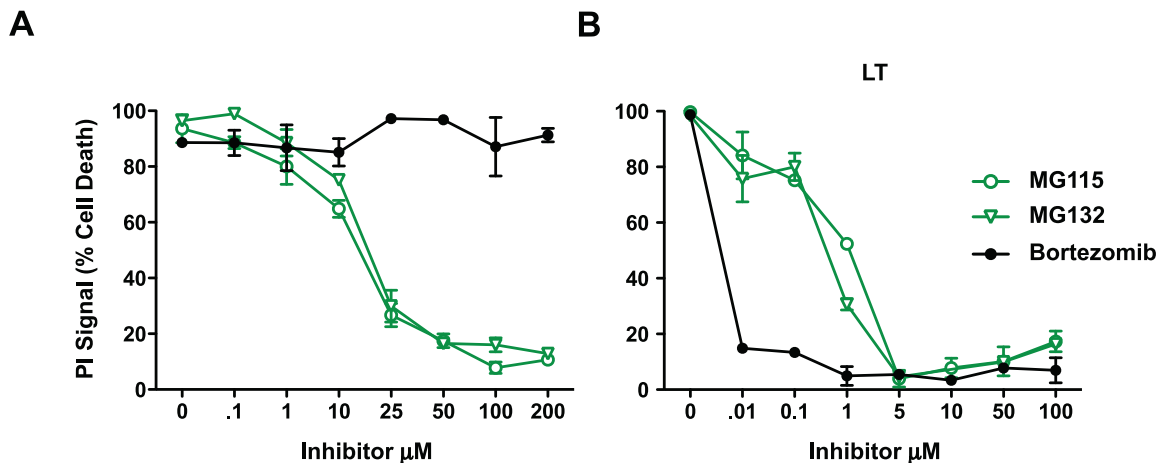 A
B
LT
PI Signal (% Cell Death)
100
80
60
40
20
0
0 .1 1 10 25 50 100 200
Inhibitor μM
100
80
60
40
20
0
0 .01 0.1 1 5 10 50 100
Inhibitor μM
MG115
MG132
Bortezomib